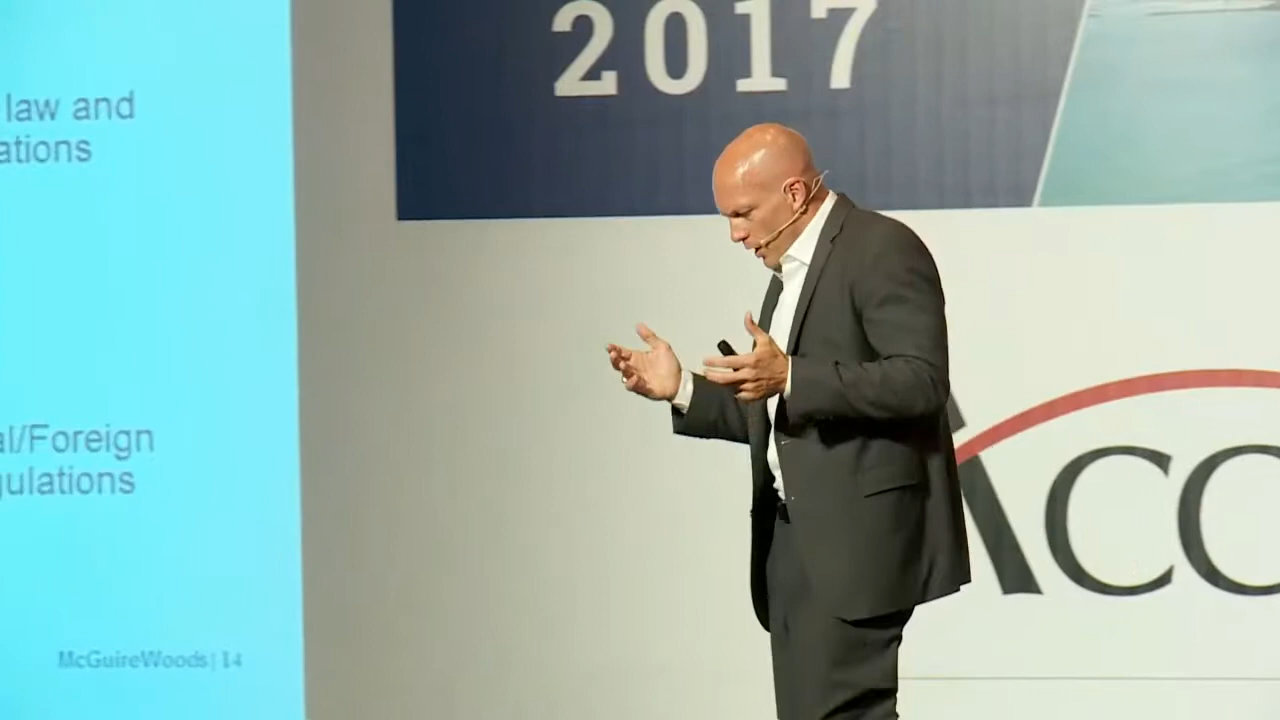 2017
law and
ations
al/Foreign
gulations
McGuireWoods | 14
ACC